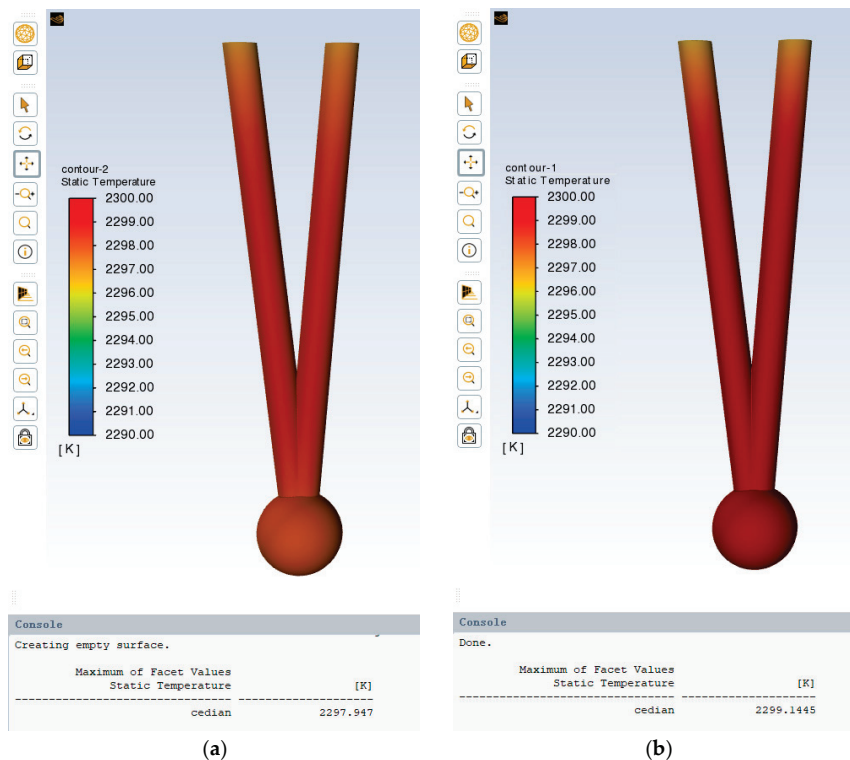 contour-2
Static Temperature
2300.00
2299.00
2298.00
2297.00
2296.00
2295.00
2294.00
2293.00
2292.00
2291.00
2290.00
[K]
Console
Creating empty surface.
Maximum of Facet Values
Static Temperature [K]
cedian 2297.947
(a)
contour-1
Static Temperature
2300.00
2299.00
2298.00
2297.00
2296.00
2295.00
2294.00
2293.00
2292.00
2291.00
2290.00
[K]
Console
Done.
Maximum of Facet Values
Static Temperature [K]
cedian 2299.1445
(b)